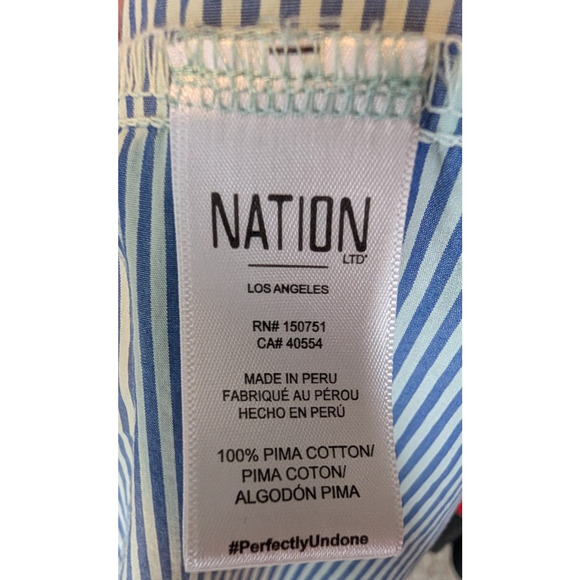 NATION
LTD®
LOS ANGELES
RN# 150751
CA# 40554
MADE IN PERU
FABRIQUÉ AU PÉROU
HECHO EN PERÚ
100% PIMA COTTON/
PIMA COTON/
ALGODÓN PIMA
#PerfectlyUndone